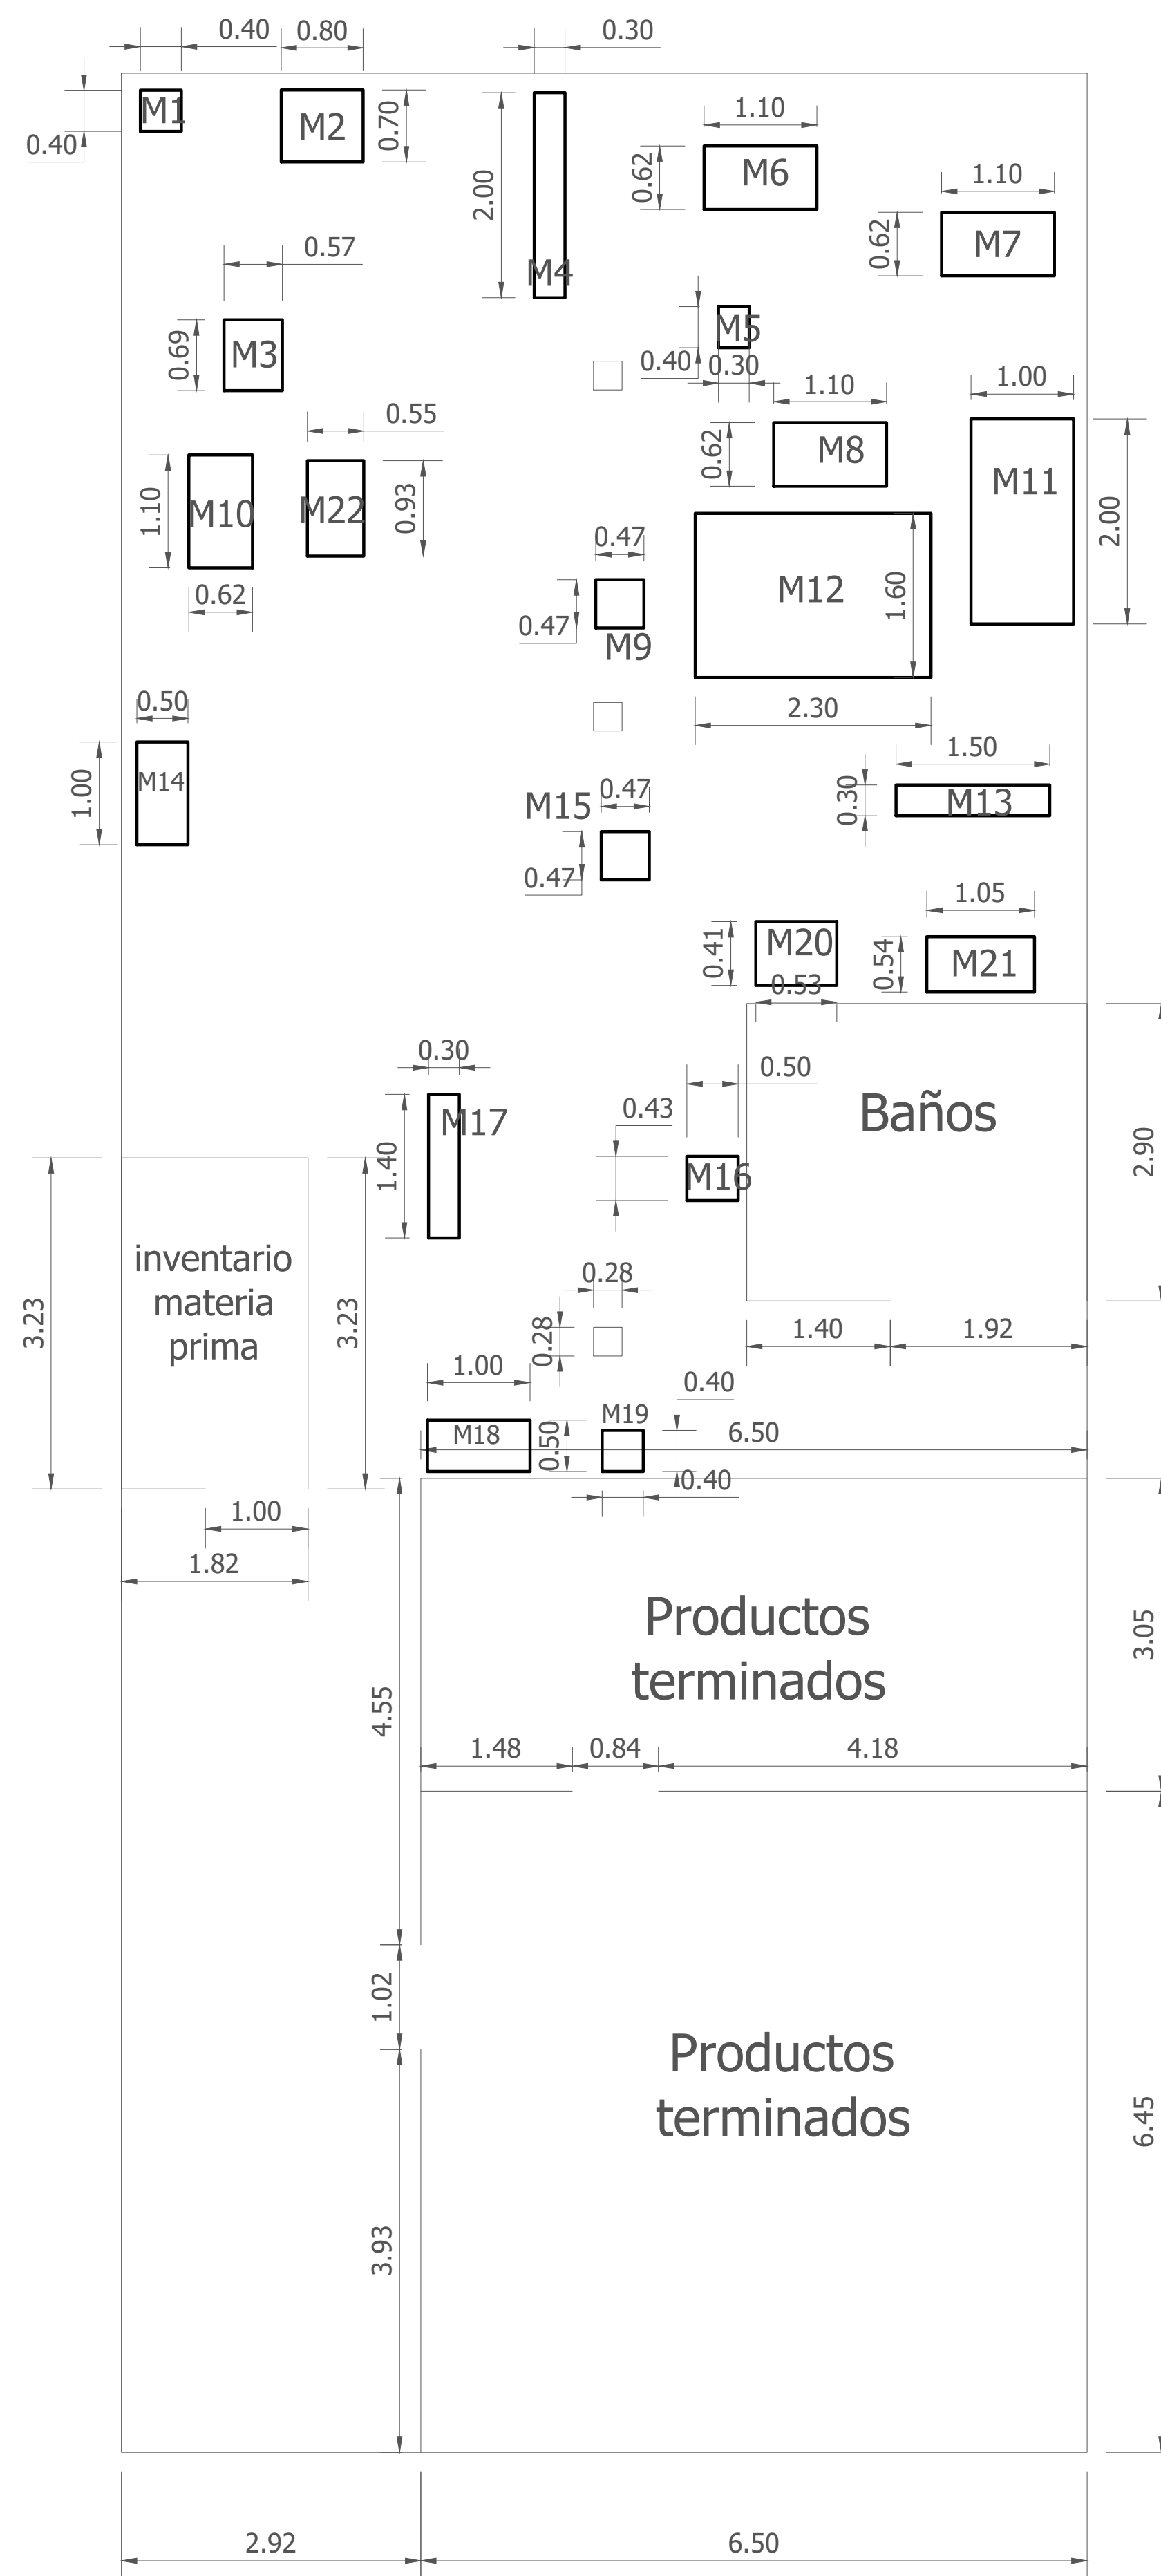 0.40
0.80
0.30
M1
0.40
M2
0.70
2.00
M4
1.10
0.62
M6
1.10
0.62
M7
0.57
0.69
M3
M5
0.40
0.30
1.10
0.62
M8
1.00
M11
2.00
0.55
1.10
M10
0.62
M22
0.93
0.47
0.47
M9
M12
1.60
2.30
0.50
1.00
M14
M15
0.47
0.47
1.50
0.30
M13
0.41
M20
0.53
1.05
0.54
M21
0.30
M17
1.40
0.50
0.43
M16
Baños
2.90
inventario
materia
prima
3.23
3.23
0.28
0.28
1.40
1.92
1.00
M18
0.50
M19
0.40
6.50
0.40
1.00
1.82
Productos
terminados
3.05
4.55
1.48
0.84
4.18
1.02
Productos
terminados
6.45
3.93
2.92
6.50